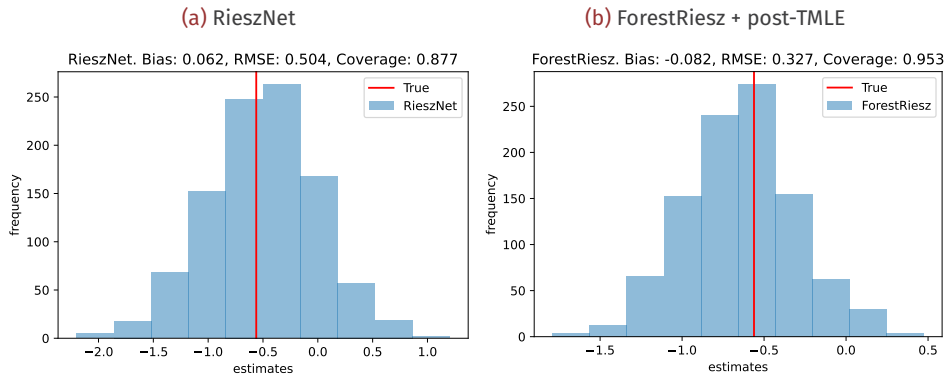 (a) RieszNet
RieszNet. Bias: 0.062, RMSE: 0.504, Coverage: 0.877
True
RieszNet
frequency
250
200
150
100
50
0
−2.0 −1.5 −1.0 −0.5 0.0 0.5 1.0
estimates
(b) ForestRiesz + post-TMLE
ForestRiesz. Bias: -0.082, RMSE: 0.327, Coverage: 0.953
True
ForestRiesz
frequency
250
200
150
100
50
0
−1.5 −1.0 −0.5 0.0 0.5
estimates